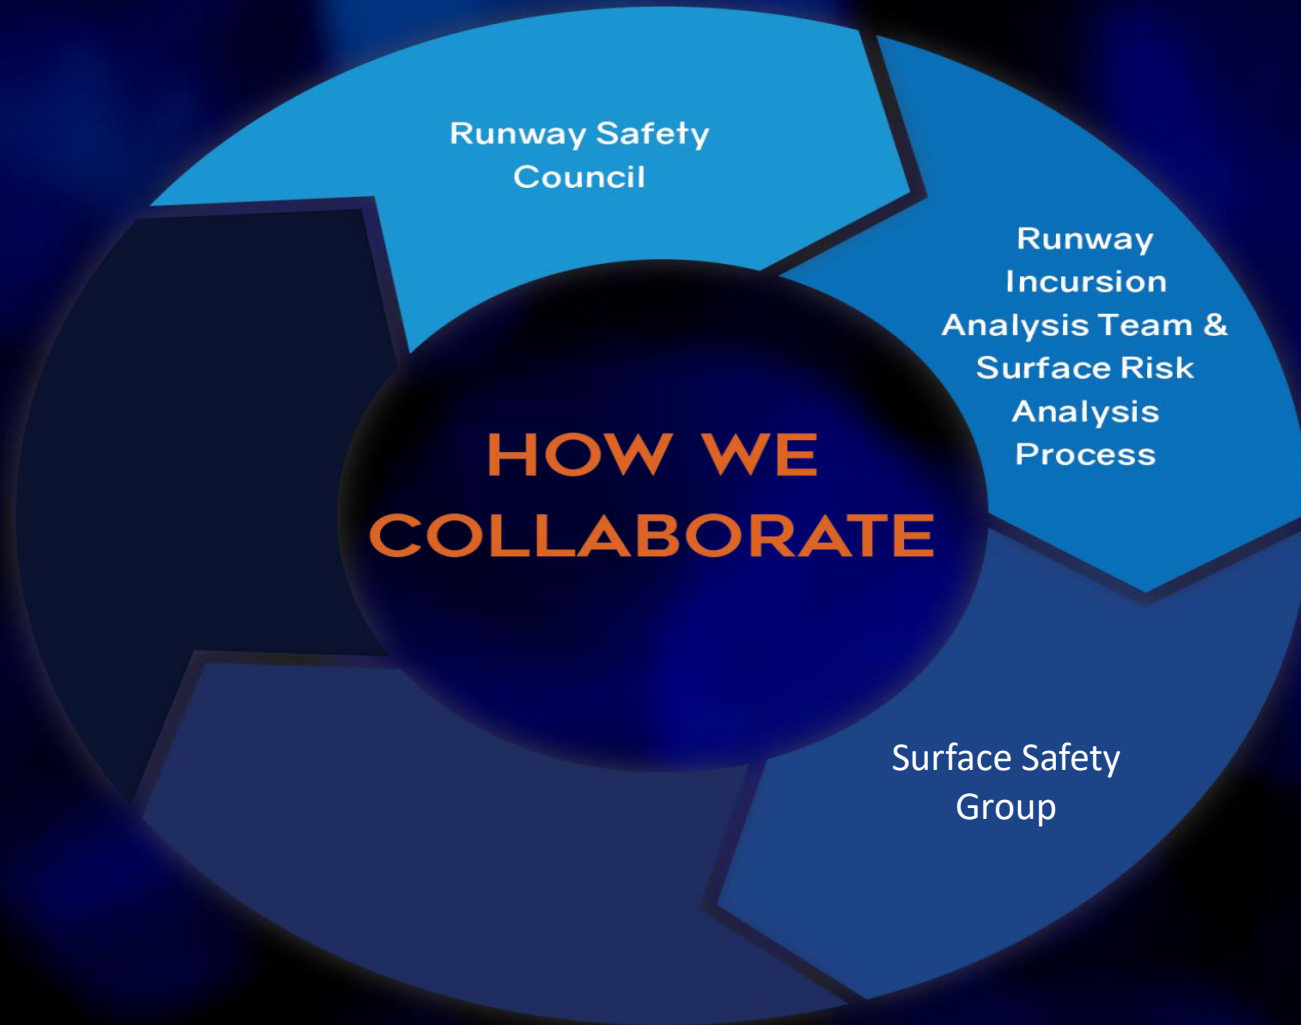 Runway Safety
Council
Runway
Incursion
Analysis Team &
Surface Risk
Analysis
Process
HOW WE
COLLABORATE
Surface Safety
Group